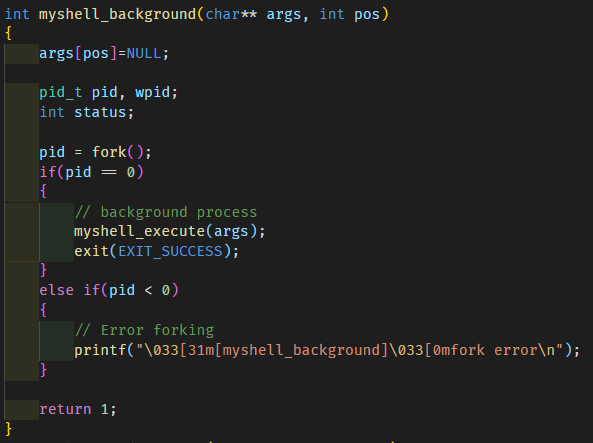 int myshell_background(char** args, int pos)
{
    args[pos]=NULL;

    pid_t pid, wpid;
    int status;

    pid = fork();
    if(pid == 0)
    {
        // background process
        myshell_execute(args);
        exit(EXIT_SUCCESS);
    }
    else if(pid < 0)
    {
        // Error forking
        printf("\033[31m[myshell_background]\033[0mfork error\n");
    }

    return 1;
}